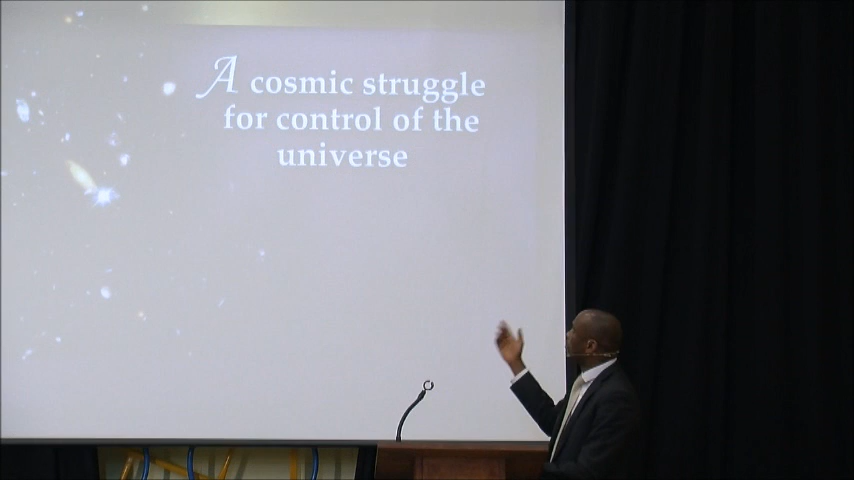 A cosmic struggle
for control of the
universe